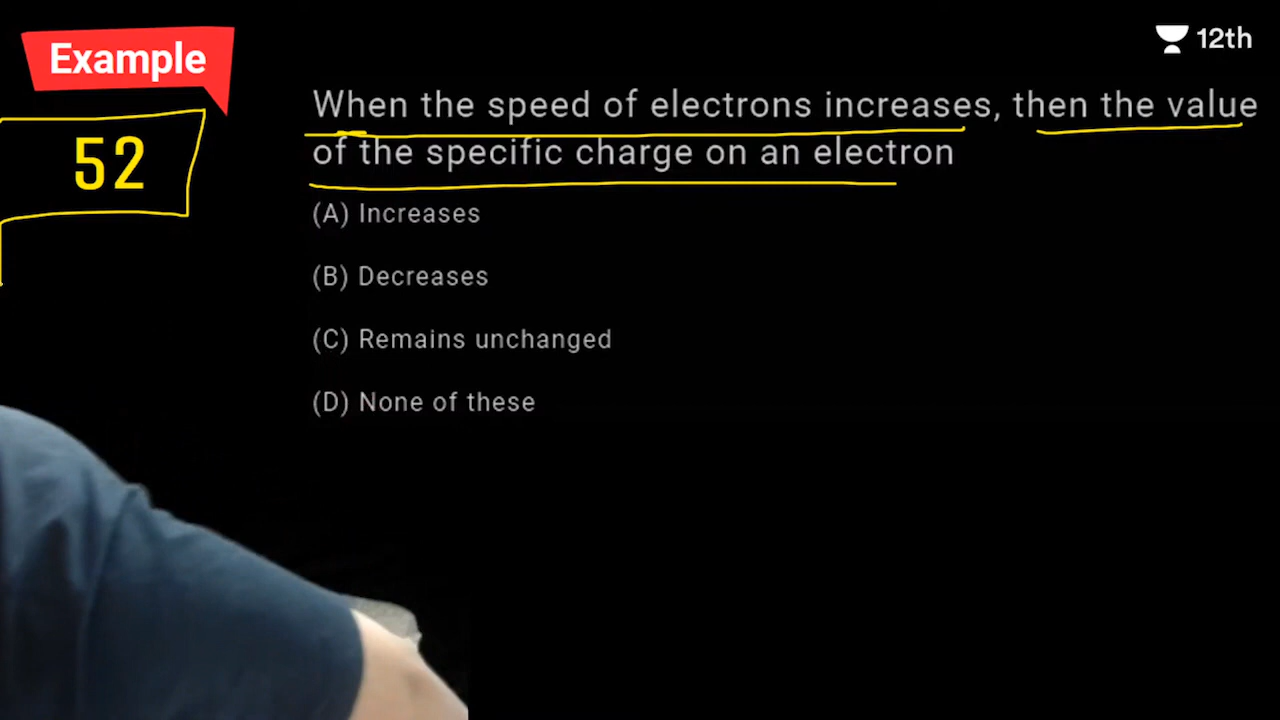 Example
12th
52
When the speed of electrons increases, then the value
of the specific charge on an electron
(A) Increases
(B) Decreases
(C) Remains unchanged
(D) None of these